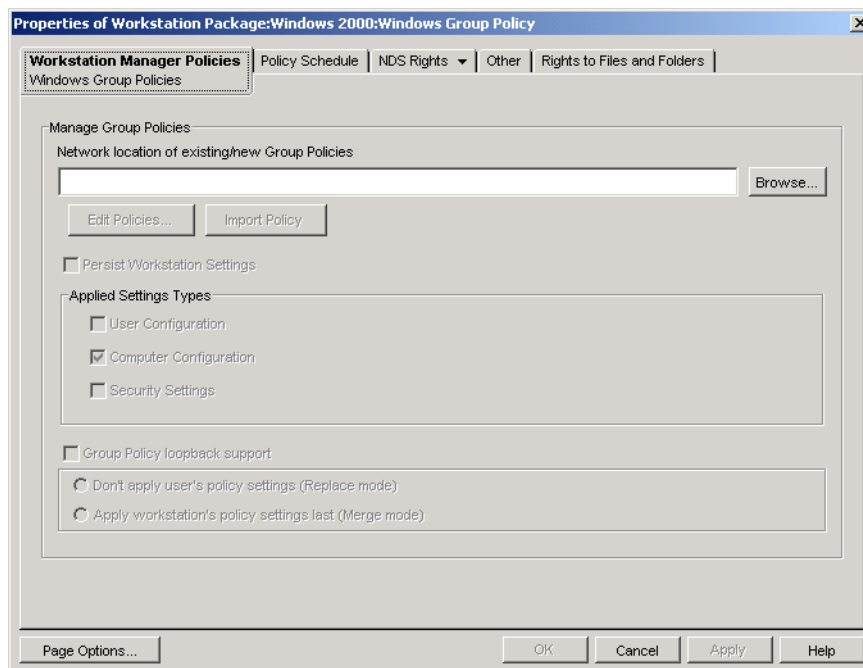 Properties of Workstation Package:Windows 2000:Windows Group Policy
Workstation Manager Policies Policy Schedule NDS Rights Other Rights to Files and Folders
Windows Group Policies
Manage Group Policies
Network location of existing/new Group Policies
Browse...
Edit Policies... Import Policy
Persist Workstation Settings
Applied Settings Types
User Configuration
Computer Configuration
Security Settings
Group Policy loopback support
Don't apply user's policy settings (Replace mode)
Apply workstation's policy settings last (Merge mode)
Page Options... OK Cancel Apply Help